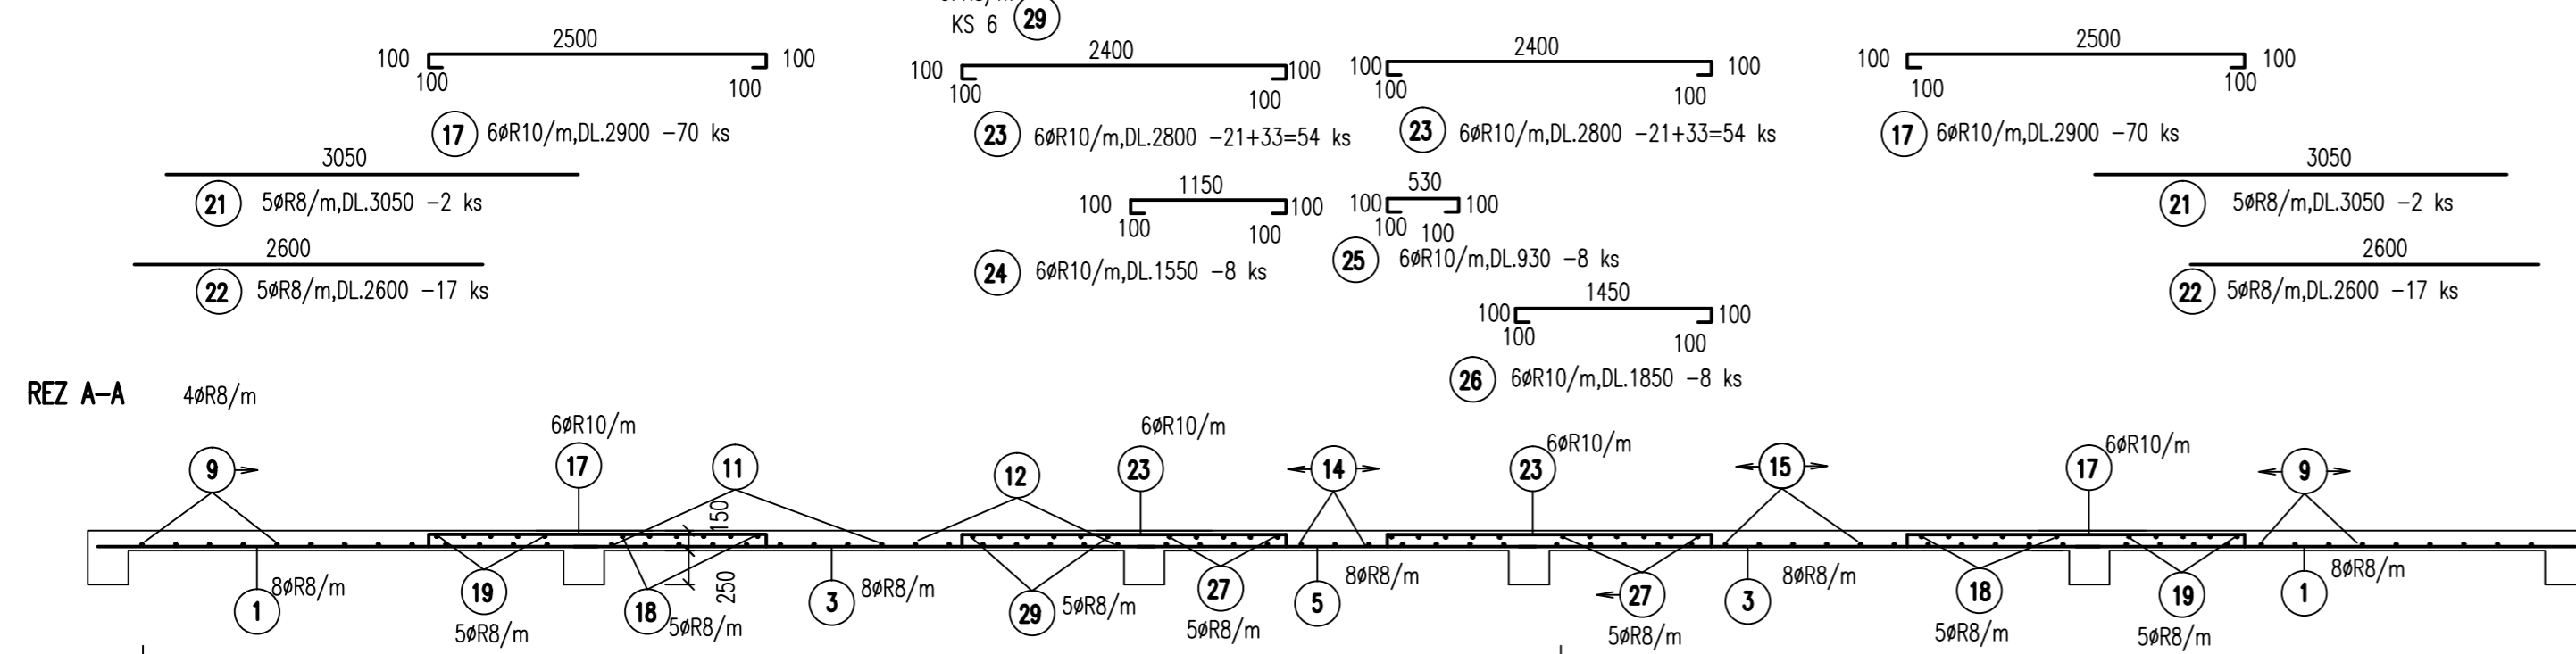 KS 6 29
2500
100 100
100 100
17 6øR10/m,DL.2900 -70 ks
2400
100 100
100 100
23 6øR10/m,DL.2800 -21+33=54 ks
2400
100 100
100 100
23 6øR10/m,DL.2800 -21+33=54 ks
2500
100 100
100 100
17 6øR10/m,DL.2900 -70 ks
3050
21 5øR8/m,DL.3050 -2 ks
1150
100 100
100 100
24 6øR10/m,DL.1550 -8 ks
530
100 100
100 100
25 6øR10/m,DL.930 -8 ks
3050
21 5øR8/m,DL.3050 -2 ks
2600
22 5øR8/m,DL.2600 -17 ks
2600
22 5øR8/m,DL.2600 -17 ks
1450
100 100
100 100
26 6øR10/m,DL.1850 -8 ks
REZ A-A 4øR8/m
6øR10/m 6øR10/m 6øR10/m 6øR10/m
9 17 11 12 23 14 23 15 17 9
150
250
8øR8/m 8øR8/m 8øR8/m 8øR8/m 8øR8/m
1 19 18 3 29 5øR8/m 27 5 27 3 18 19 1
5øR8/m 5øR8/m 5øR8/m 5øR8/m 5øR8/m 5øR8/m